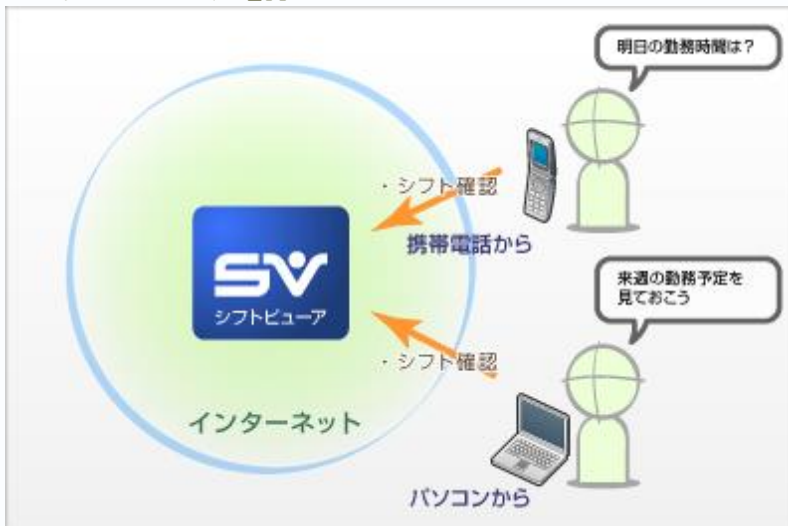 明日の勤務時間は？
・シフト確認
携帯電話から
SV
シフトビューア
来週の勤務予定を
見ておこう
・シフト確認
インターネット
パソコンから